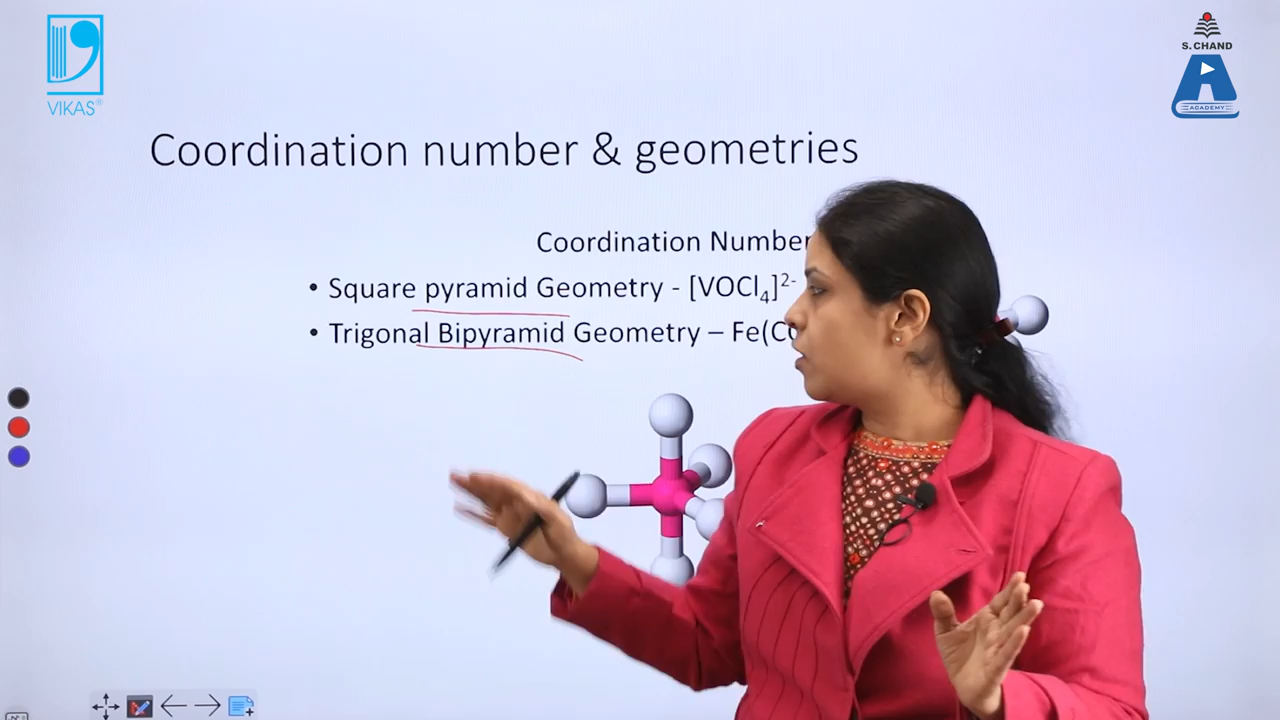 VIKAS®
S. CHAND
ACADEMY
Coordination number & geometries
Coordination Number
• Square pyramid Geometry - [VOCl₄]²⁻
• Trigonal Bipyramid Geometry – Fe(C